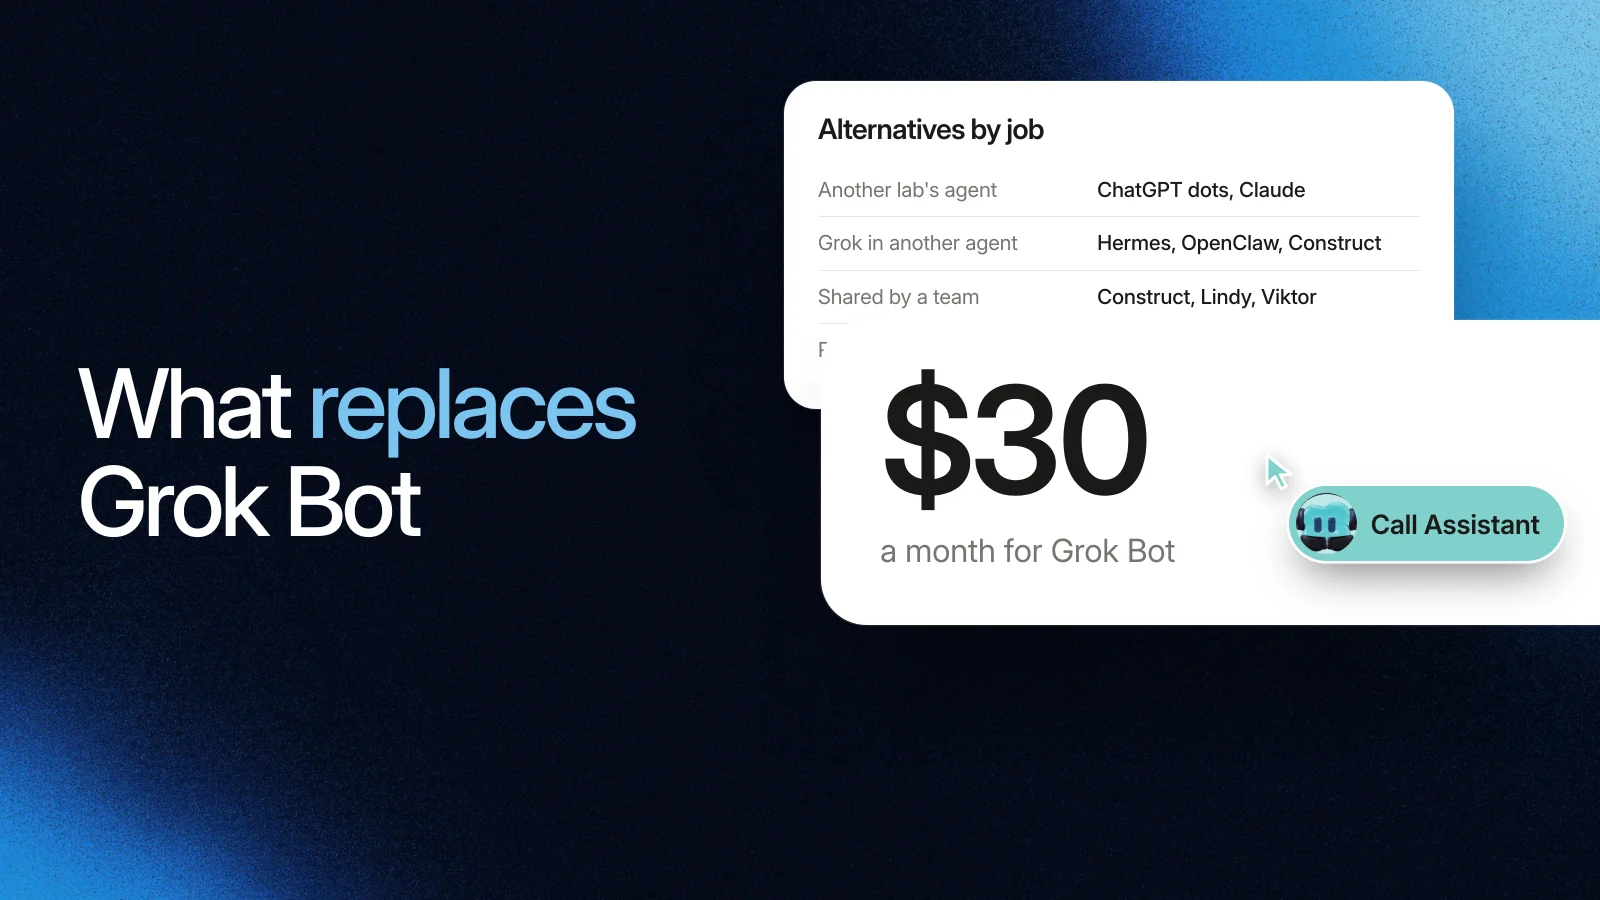 What replaces
Grok Bot
Alternatives by job
Another lab's agent ChatGPT dots, Claude
Grok in another agent Hermes, OpenClaw, Construct
Shared by a team Construct, Lindy, Viktor
$30
a month for Grok Bot
Call Assistant